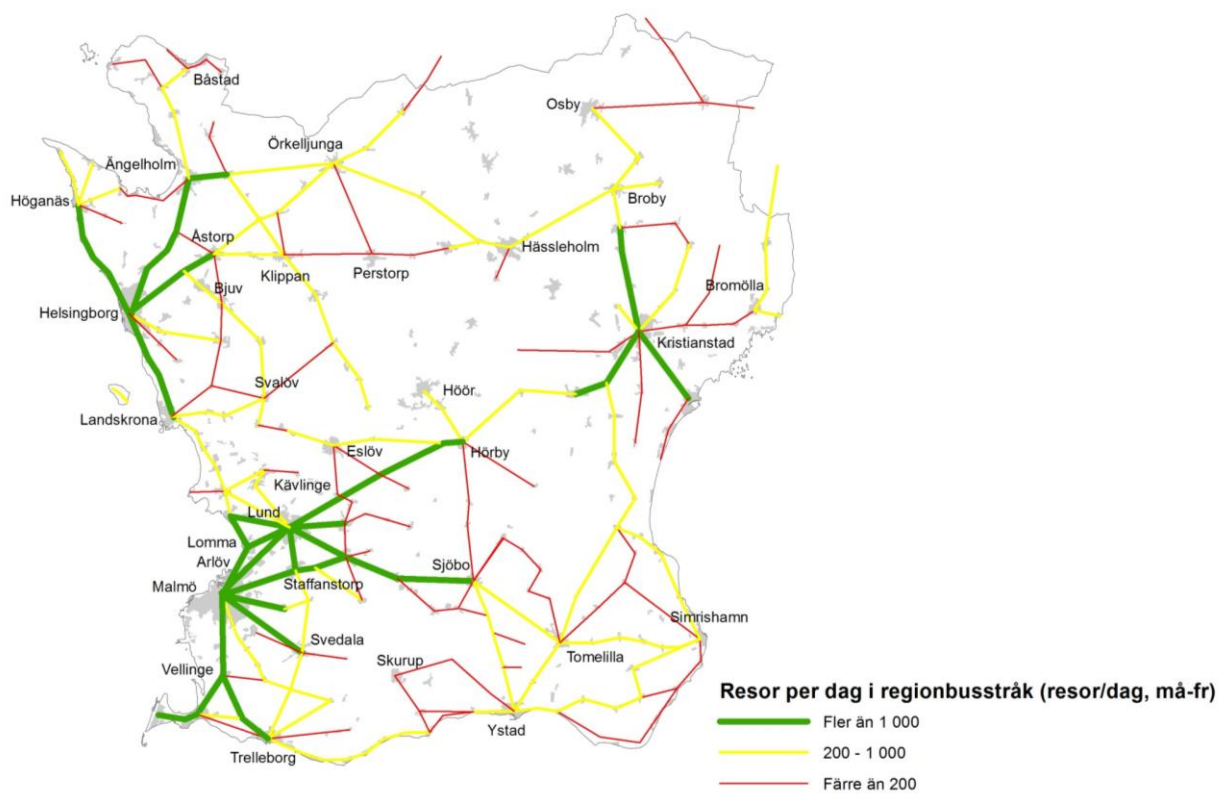 Båstad
Osby
Örkelljunga
Ängelholm
Höganäs
Broby
Åstorp
Hässleholm
Klippan
Perstorp
Bjuv
Bromölla
Helsingborg
Kristianstad
Svalöv
Höör
Landskrona
Eslöv
Hörby
Kävlinge
Lund
Lomma
Arlöv
Sjöbo
Malmö
Staffanstorp
Simrishamn
Svedala
Tomelilla
Vellinge
Skurup
Ystad
Trelleborg
Resor per dag i regionbusstråk (resor/dag, må-fr)
Fler än 1 000
200 - 1 000
Färre än 200